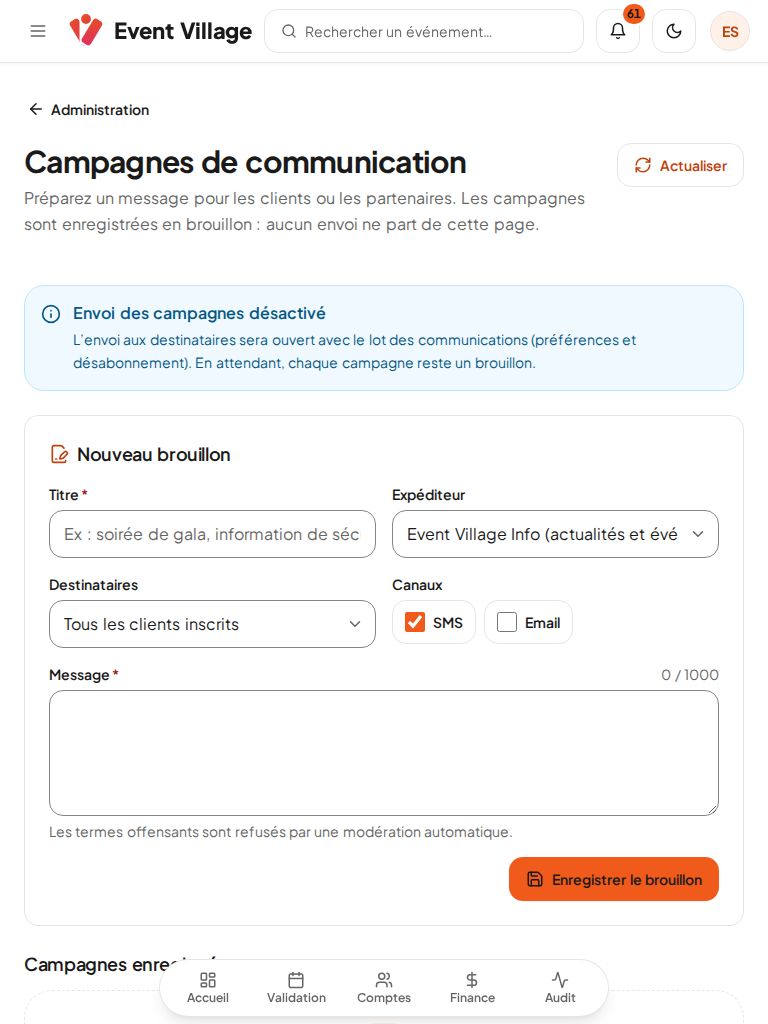 Event Village
Rechercher un événement...
61
ES
Administration
Campagnes de communication
Actualiser
Préparez un message pour les clients ou les partenaires. Les campagnes
sont enregistrées en brouillon : aucun envoi ne part de cette page.
Envoi des campagnes désactivé
L'envoi aux destinataires sera ouvert avec le lot des communications (préférences et
désabonnement). En attendant, chaque campagne reste un brouillon.
Nouveau brouillon
Titre *
Expéditeur
Ex : soirée de gala, information de séc
Event Village Info (actualités et évé
Destinataires
Canaux
Tous les clients inscrits
SMS
Email
Message *
0 / 1000
Les termes offensants sont refusés par une modération automatique.
Enregistrer le brouillon
Campagnes
Accueil
Validation
Comptes
Finance
Audit